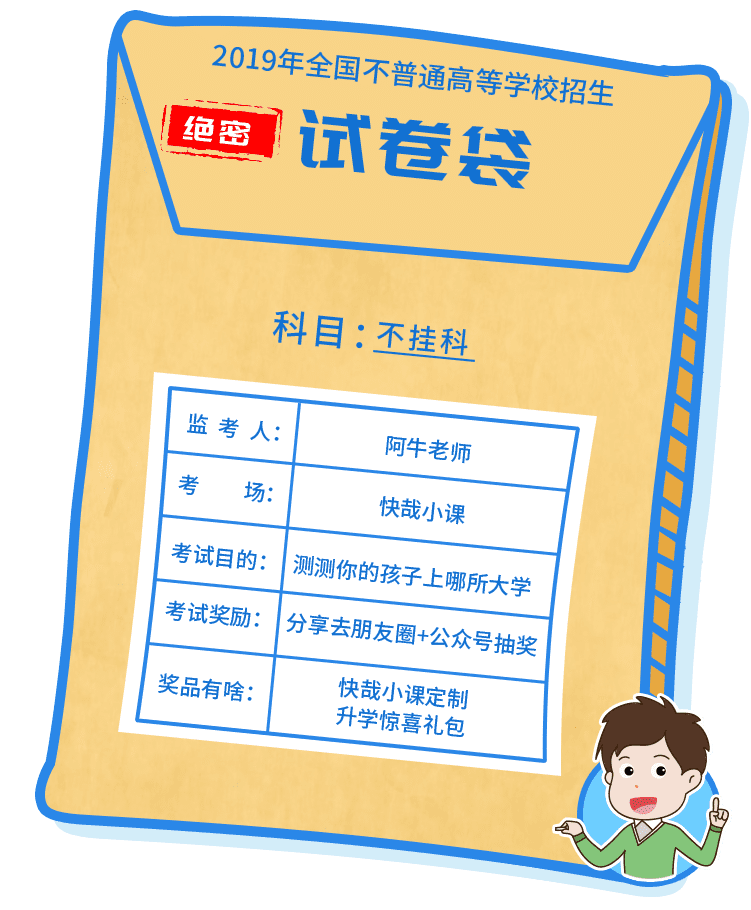 2019年全国不普通高等学校招生
绝密 试卷袋
科目：不挂科
监考人： 阿牛老师
考场： 快哉小课
考试目的： 测测你的孩子上哪所大学
考试奖励： 分享去朋友圈+公众号抽奖
奖品有啥： 快哉小课定制
升学惊喜礼包